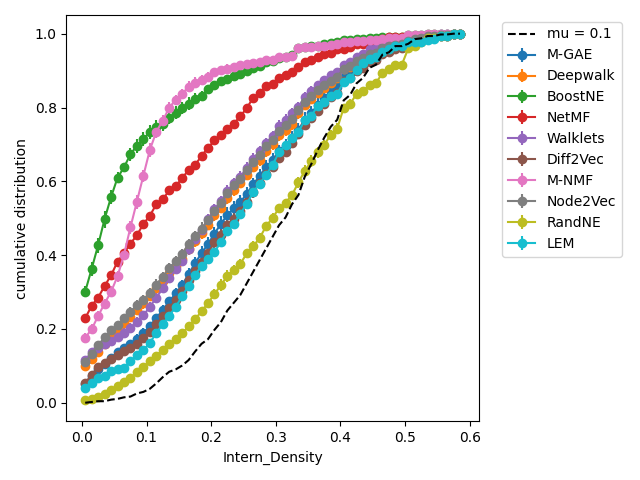 1.0
0.8
0.6
0.4
0.2
0.0
cumulative distribution
0.0 0.1 0.2 0.3 0.4 0.5 0.6
Intern_Density
mu = 0.1
M-GAE
Deepwalk
BoostNE
NetMF
Walklets
Diff2Vec
M-NMF
Node2Vec
RandNE
LEM